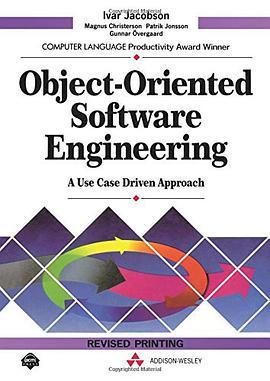 Ivar Jacobson
Magnus Christerson Patrik Jonsson
Gunnar Övergaard
COMPUTER LANGUAGE Productivity Award Winner
Object-Oriented
Software
Engineering
A Use Case Driven Approach
REVISED PRINTING
ADDISON-WESLEY